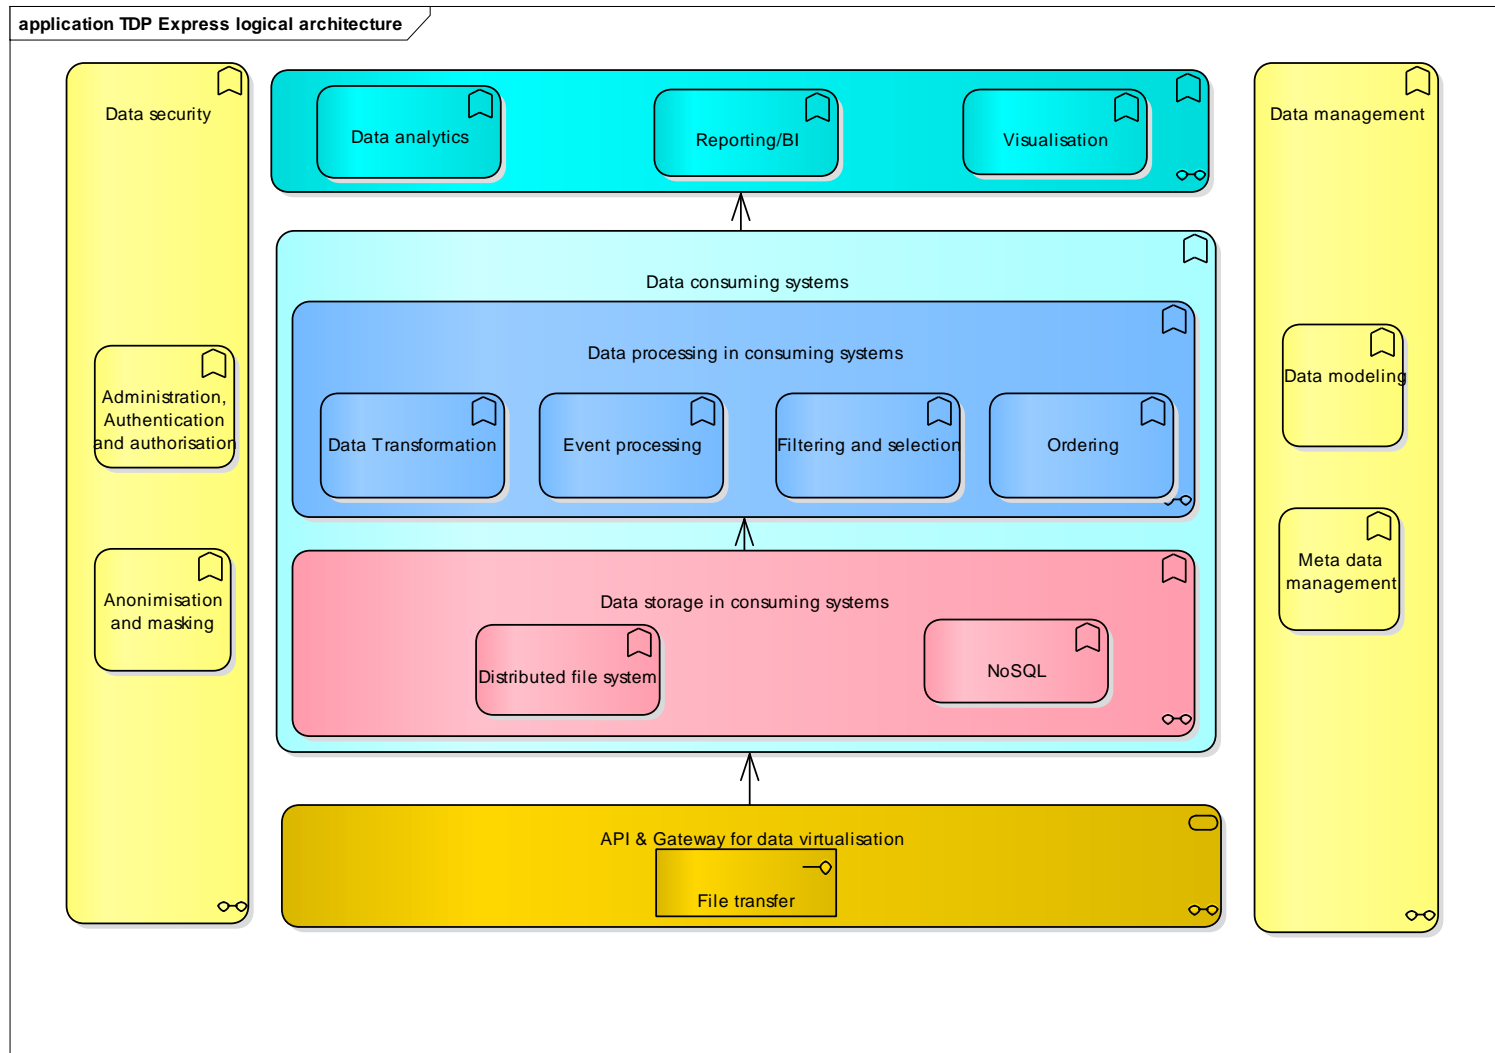 application TDP Express logical architecture
Data security
Administration,
Authentication
and authorisation
Anonimisation
and masking
Data analytics
Reporting/BI
Visualisation
Data consuming systems
Data processing in consuming systems
Data Transformation
Event processing
Filtering and selection
Ordering
Data storage in consuming systems
Distributed file system
NoSQL
API & Gateway for data virtualisation
File transfer
Data management
Data modeling
Meta data
management